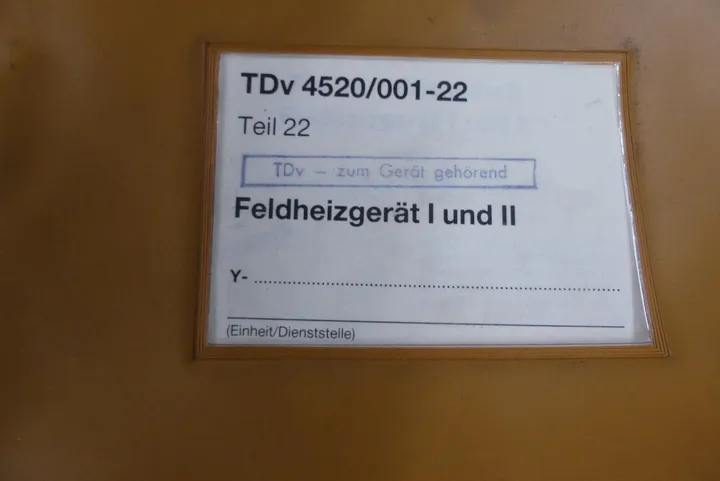 TDv 4520/001-22
Teil 22
TDv – zum Gerät gehörend
Feldheizgerät I und II
Y- ........................................................................
(Einheit/Dienststelle)